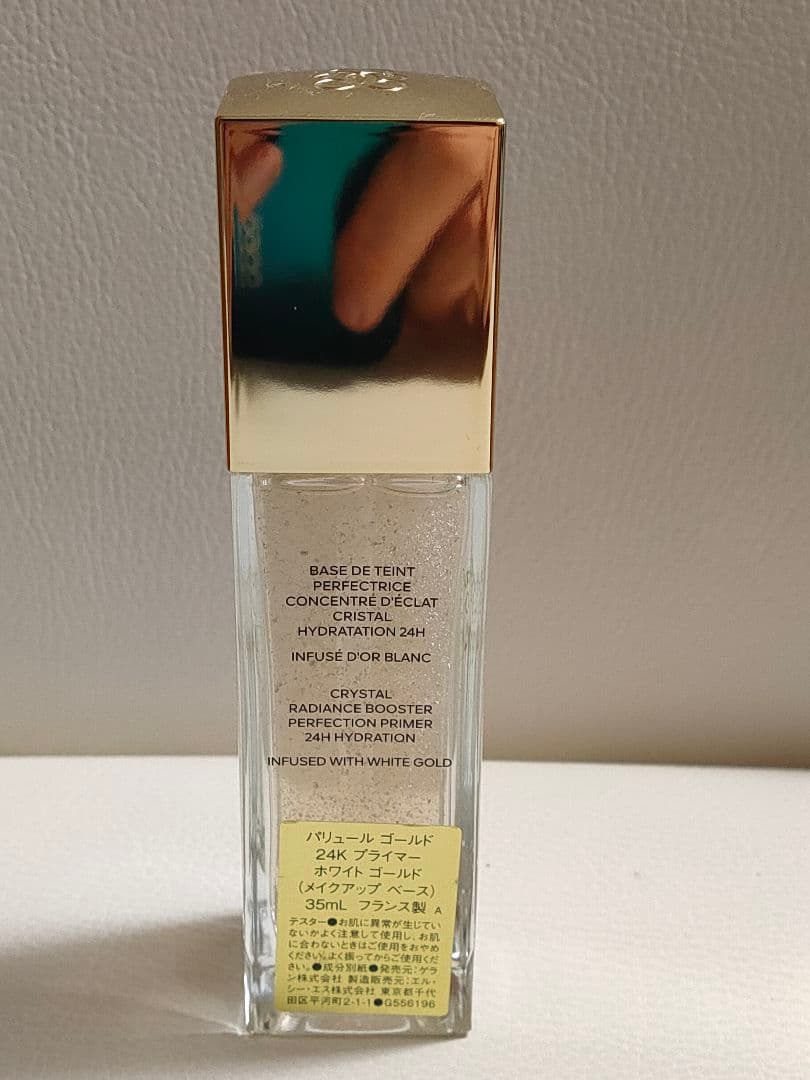 BASE DE TEINT
PERFECTRICE
CONCENTRÉ D'ÉCLAT
CRISTAL
HYDRATATION 24H
INFUSÉ D'OR BLANC
CRYSTAL
RADIANCE BOOSTER
PERFECTION PRIMER
24H HYDRATION
INFUSED WITH WHITE GOLD
パリュール ゴールド
24K プライマー
ホワイト ゴールド
(メイクアップ ベース)
35mL フランス製 A
テスター●お肌に異常が生じてい
ないかよく注意して使用し、お肌
に合わないときはご使用をおやめ
ください。よく振ってからご使用くだ
さい。●成分別紙●発売元:ゲラ
ン株式会社 製造販売元:エル・
シー・エス株式会社 東京都千代
田区平河町2-1-1●G556196